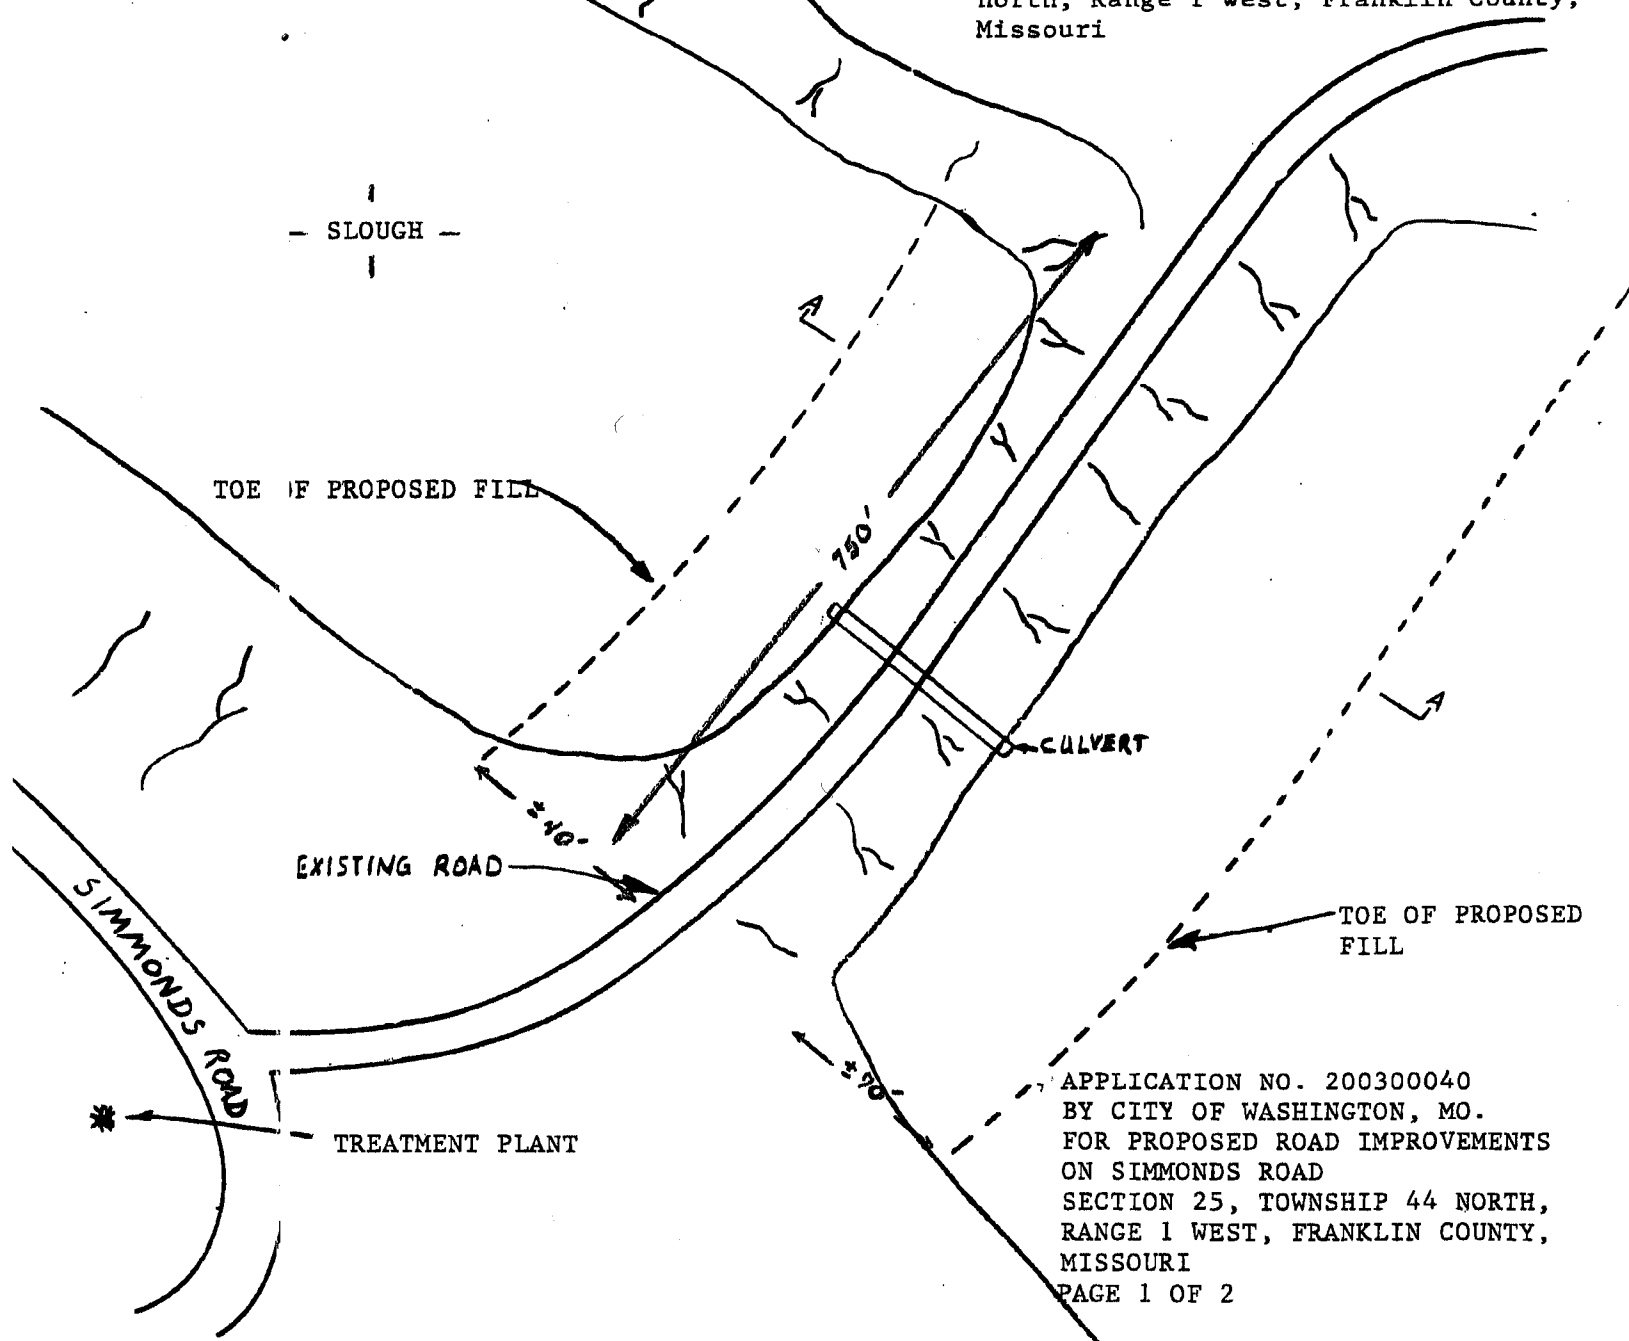 North, Range 1 West, Franklin County,
Missouri
- SLOUGH -
A
TOE OF PROPOSED FILL
750'
A
CULVERT
± 40'
EXISTING ROAD
SIMMONDS ROAD
TOE OF PROPOSED
FILL
± 70'
TREATMENT PLANT
APPLICATION NO. 200300040
BY CITY OF WASHINGTON, MO.
FOR PROPOSED ROAD IMPROVEMENTS
ON SIMMONDS ROAD
SECTION 25, TOWNSHIP 44 NORTH,
RANGE 1 WEST, FRANKLIN COUNTY,
MISSOURI
PAGE 1 OF 2